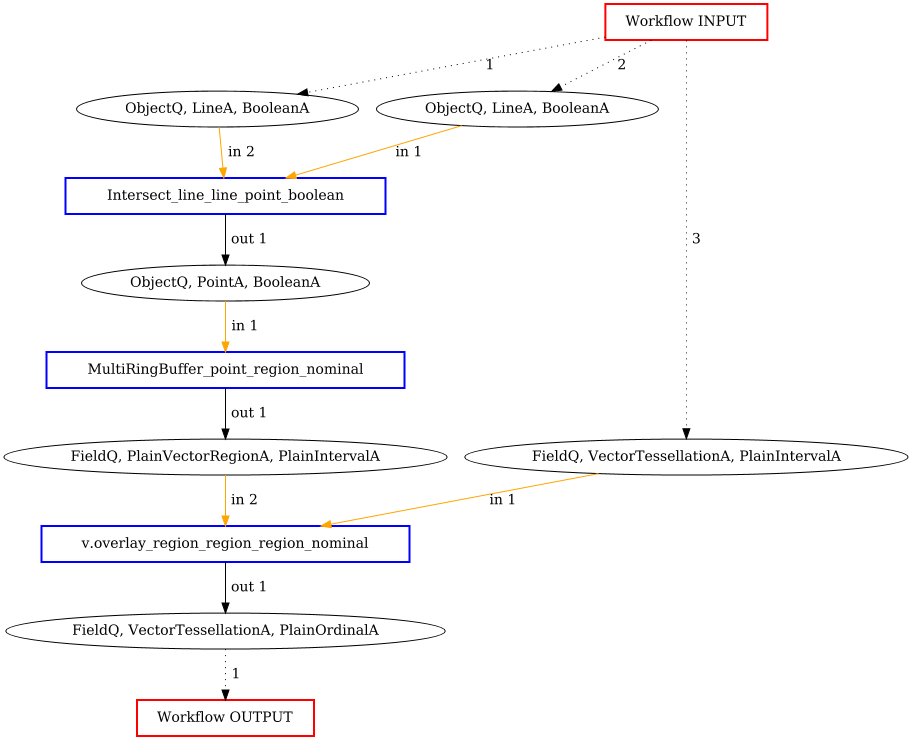 Workflow INPUT
1
2
ObjectQ, LineA, BooleanA
ObjectQ, LineA, BooleanA
in 2
in 1
Intersect_line_line_point_boolean
out 1
3
ObjectQ, PointA, BooleanA
in 1
MultiRingBuffer_point_region_nominal
out 1
FieldQ, PlainVectorRegionA, PlainIntervalA
FieldQ, VectorTessellationA, PlainIntervalA
in 2
in 1
v.overlay_region_region_region_nominal
out 1
FieldQ, VectorTessellationA, PlainOrdinalA
1
Workflow OUTPUT